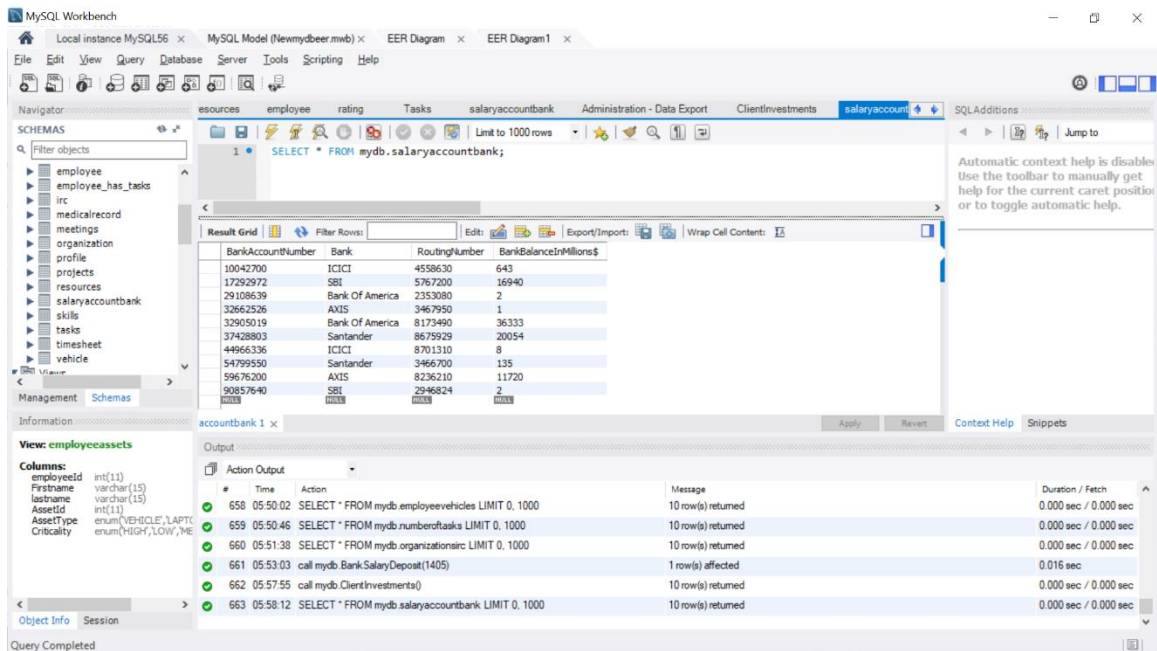 MySQL Workbench
Local instance MySQL56 × MySQL Model (Newmydbeer.mwb) × EER Diagram × EER Diagram1 ×
File Edit View Query Database Server Tools Scripting Help
Navigator
SCHEMAS
Filter objects
employee
employee_has_tasks
irc
medicalrecord
meetings
organization
profile
projects
resources
salaryaccountbank
skills
tasks
timesheet
vehicle
Views
Management Schemas
Information
View: employeeassets
Columns:
employeeId int(11)
Firstname varchar(15)
lastname varchar(15)
AssetId int(11)
AssetType enum('VEHICLE','LAPTO
Criticality enum('HIGH','LOW','ME
Object Info Session
Query Completed
esources employee rating Tasks salaryaccountbank Administration - Data Export ClientInvestments salaryaccount
Limit to 1000 rows
1 SELECT * FROM mydb.salaryaccountbank;
Result Grid Filter Rows: Edit: Export/Import: Wrap Cell Content:
BankAccountNumber Bank RoutingNumber BankBalanceInMillions$
10042700 ICICI 4558630 643
17292972 SBI 5767200 16940
29108639 Bank Of America 2353080 2
32662526 AXIS 3467950 1
32905019 Bank Of America 8173490 36333
37428803 Santander 8675929 20054
44966336 ICICI 8701310 8
54799550 Santander 3466700 135
59676200 AXIS 8236210 11720
90857640 SBI 2946824 2
NULL NULL NULL NULL
accountbank 1 × Apply Revert
Output
Action Output
# Time Action Message Duration / Fetch
658 05:50:02 SELECT * FROM mydb.employeevehicles LIMIT 0, 1000 10 row(s) returned 0.000 sec / 0.000 sec
659 05:50:46 SELECT * FROM mydb.numberoftasks LIMIT 0, 1000 10 row(s) returned 0.000 sec / 0.000 sec
660 05:51:38 SELECT * FROM mydb.organizationsirc LIMIT 0, 1000 10 row(s) returned 0.000 sec / 0.000 sec
661 05:53:03 call mydb.BankSalaryDeposit(1405) 1 row(s) affected 0.016 sec
662 05:57:55 call mydb.ClientInvestments() 10 row(s) returned 0.000 sec / 0.000 sec
663 05:58:12 SELECT * FROM mydb.salaryaccountbank LIMIT 0, 1000 10 row(s) returned 0.000 sec / 0.000 sec
SQLAdditions
Jump to
Automatic context help is disable
Use the toolbar to manually get
help for the current caret position
or to toggle automatic help.
Context Help Snippets